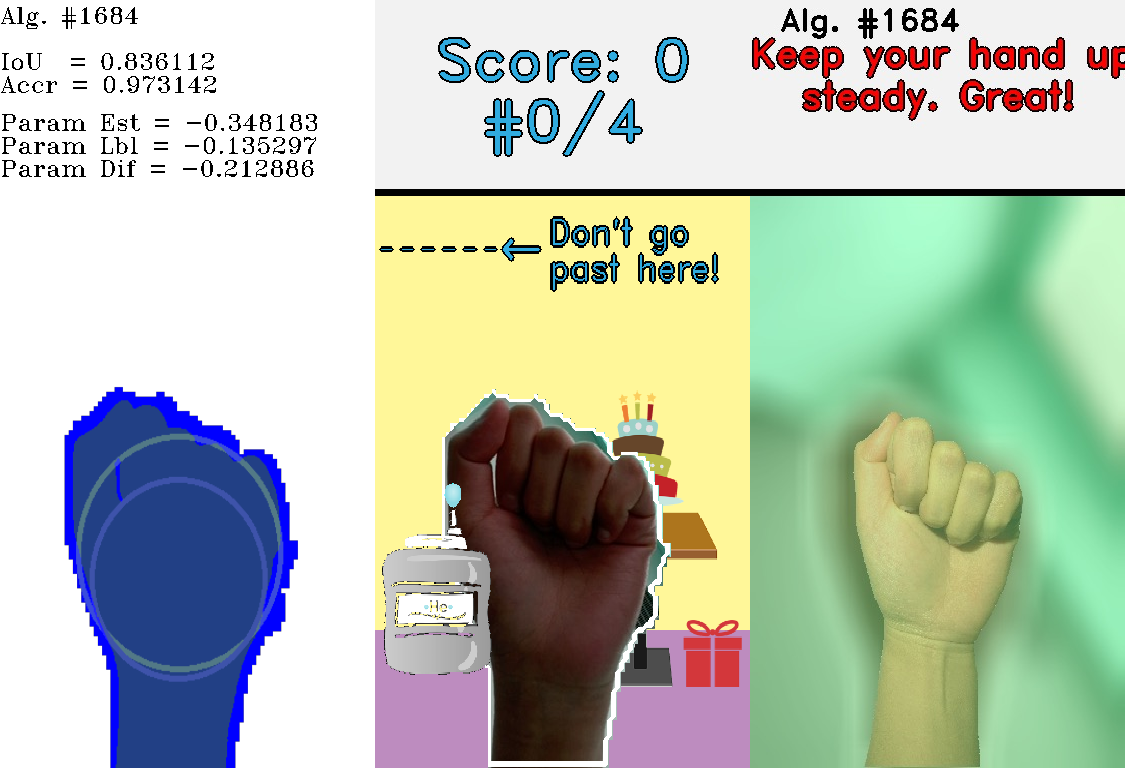 Alg. #1684
IoU = 0.836112
Accr = 0.973142
Param Est = −0.348183
Param Lbl = −0.135297
Param Dif = −0.212886
Score: 0
#0/4
Alg. #1684
Keep your hand up
steady. Great!
Don't go
past here!